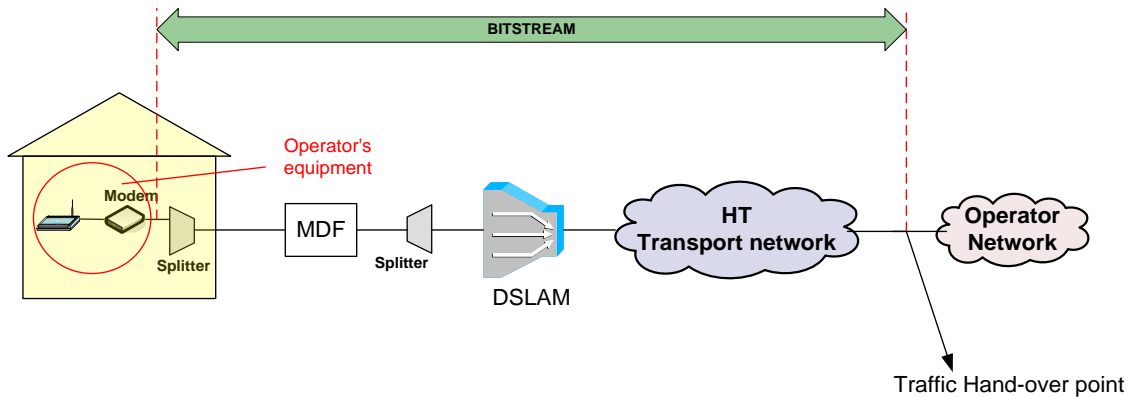 BITSTREAM
Operator's
equipment
Modem
Splitter
MDF
Splitter
DSLAM
HT
Transport network
Operator
Network
Traffic Hand-over point